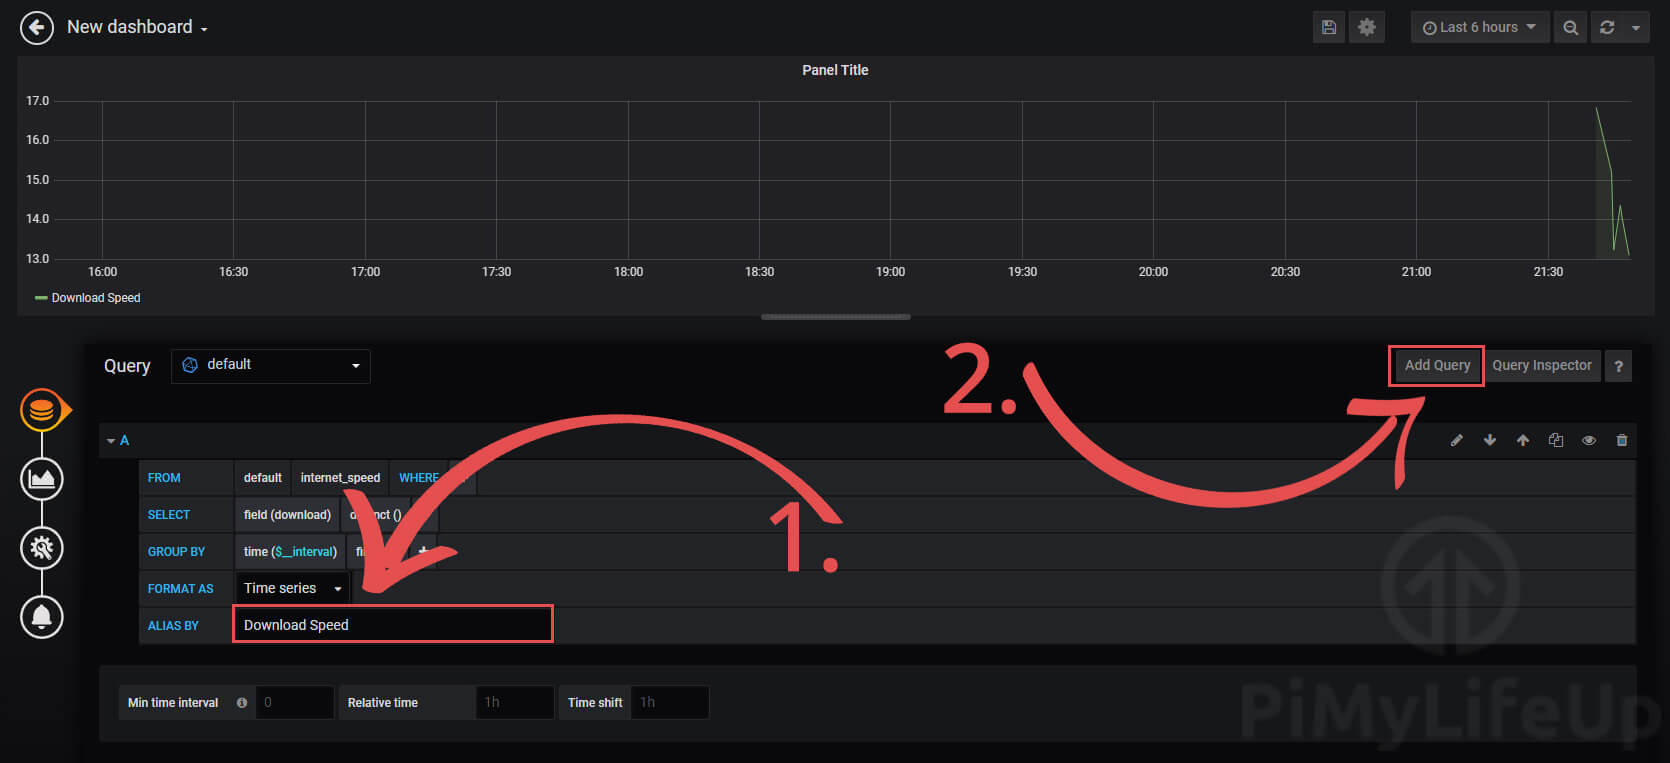 New dashboard
Last 6 hours
Panel Title
17.0
16.0
15.0
14.0
13.0
16:00 16:30 17:00 17:30 18:00 18:30 19:00 19:30 20:00 20:30 21:00 21:30
Download Speed
Query default 2. Add Query Query Inspector ?
A
FROM default internet_speed WHERE
SELECT field (download) 1.
GROUP BY time ($__interval)
FORMAT AS Time series
ALIAS BY Download Speed
Min time interval 0 Relative time 1h Time shift 1h
PiMyLifeUp